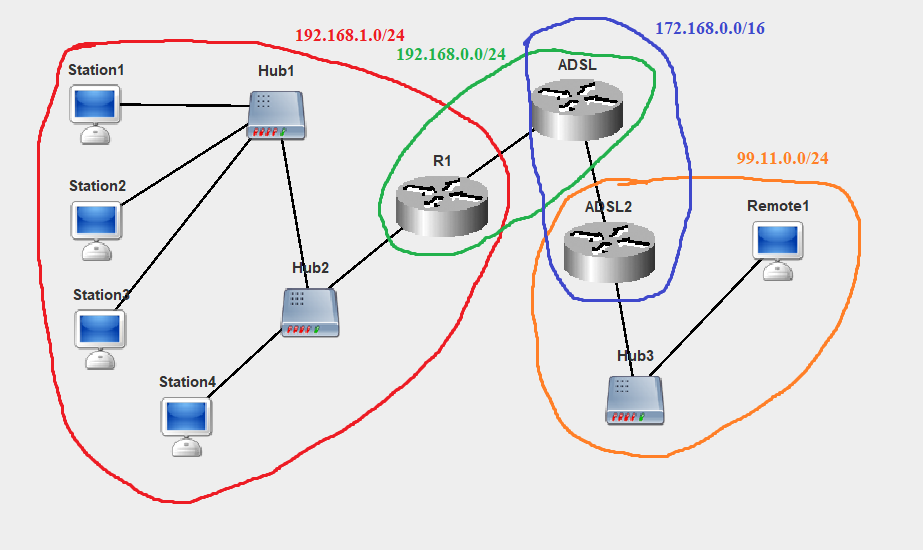 172.168.0.0/16
192.168.1.0/24
192.168.0.0/24
ADSL
Station1
Hub1
R1
99.11.0.0/24
Station2
ADSL2
Remote1
Hub2
Station3
Hub3
Station4